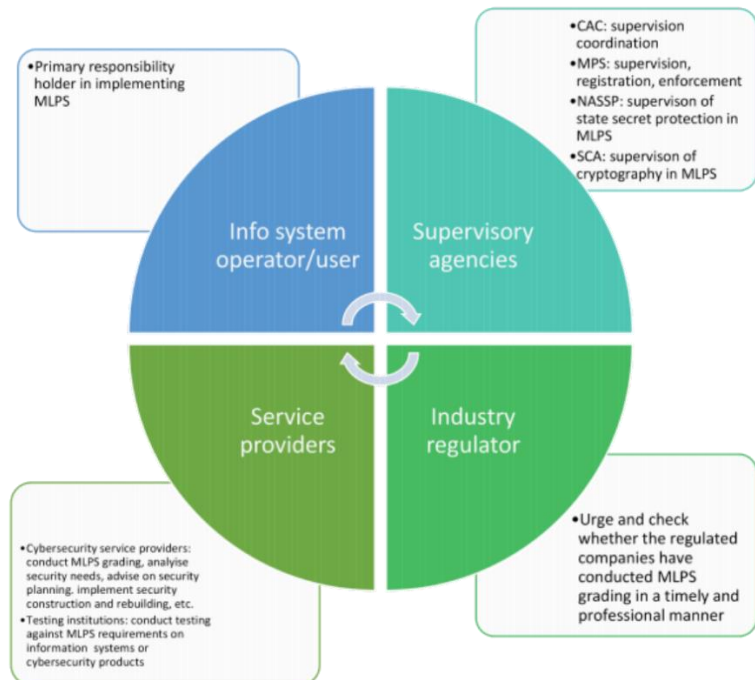 •Primary responsibility
holder in implementing
MLPS
•CAC: supervision
coordination
•MPS: supervision,
registration, enforcement
•NASSP: supervison of
state secret protection in
MLPS
•SCA: supervison of
cryptography in MLPS
Info system
operator/user
Supervisory
agencies
Service
providers
Industry
regulator
•Cybersecurity service providers:
conduct MLPS grading, analyise
security needs, advise on security
planning. implement security
construction and rebuilding, etc.
•Testing institutions: conduct testing
against MLPS requirements on
information systems or
cybersecurity products
•Urge and check
whether the regulated
companies have
conducted MLPS
grading in a timely and
professional manner